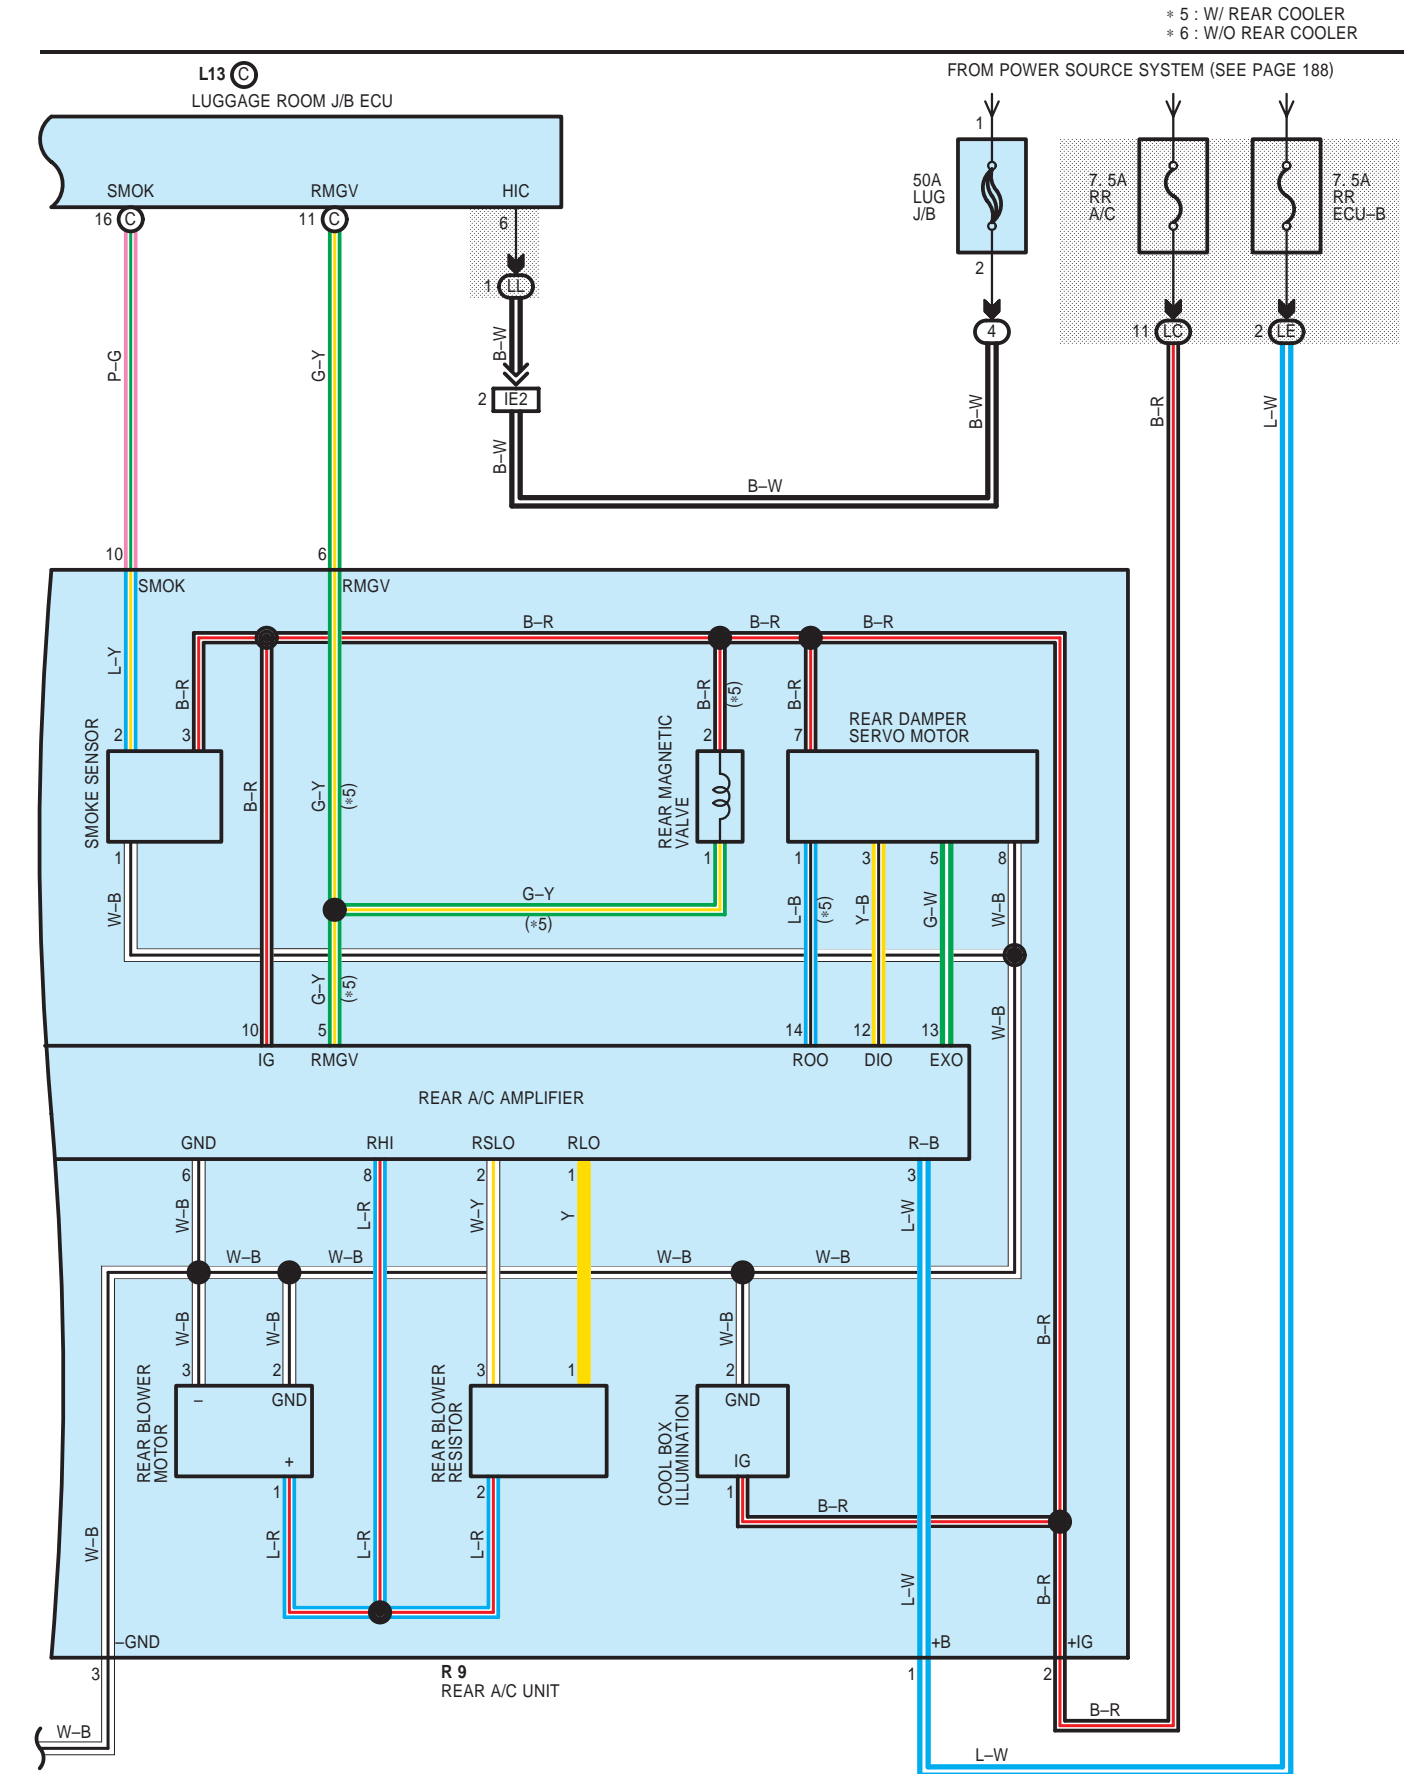 ∗ 5 : W/ REAR COOLER
∗ 6 : W/O REAR COOLER
L13 C
FROM POWER SOURCE SYSTEM (SEE PAGE 188)
LUGGAGE ROOM J/B ECU
1
50A
LUG
J/B
7. 5A
RR
A/C
7. 5A
RR
ECU–B
SMOK
RMGV
HIC
16 C
11 C
6
2
1 LL
4
11 LC
2 LE
P–G
G–Y
B–W
B–W
B–R
L–W
2 IE2
B–W
B–W
10
6
SMOK
RMGV
B–R
B–R
B–R
L–Y
B–R
B–R
(∗5)
B–R
2
3
2
7
REAR DAMPER
SERVO MOTOR
SMOKE SENSOR
B–R
G–Y
(∗5)
REAR MAGNETIC
VALVE
1
1
1
3
5
8
W–B
G–Y
(∗5)
L–B
(∗5)
Y–B
G–W
W–B
G–Y
(∗5)
W–B
10
5
14
12
13
IG
RMGV
ROO
DIO
EXO
REAR A/C AMPLIFIER
GND
RHI
RSLO
RLO
R–B
6
8
2
1
3
W–B
L–R
W–Y
Y
L–W
W–B
W–B
W–B
W–B
W–B
W–B
W–B
B–R
3
2
3
1
2
REAR BLOWER
MOTOR
–
GND
+
REAR BLOWER
RESISTOR
COOL BOX
ILLUMINATION
GND
IG
1
2
1
B–R
W–B
L–R
L–R
L–R
L–W
B–R
–GND
+B
+IG
3
R 9
REAR A/C UNIT
1
2
B–R
W–B
L–W